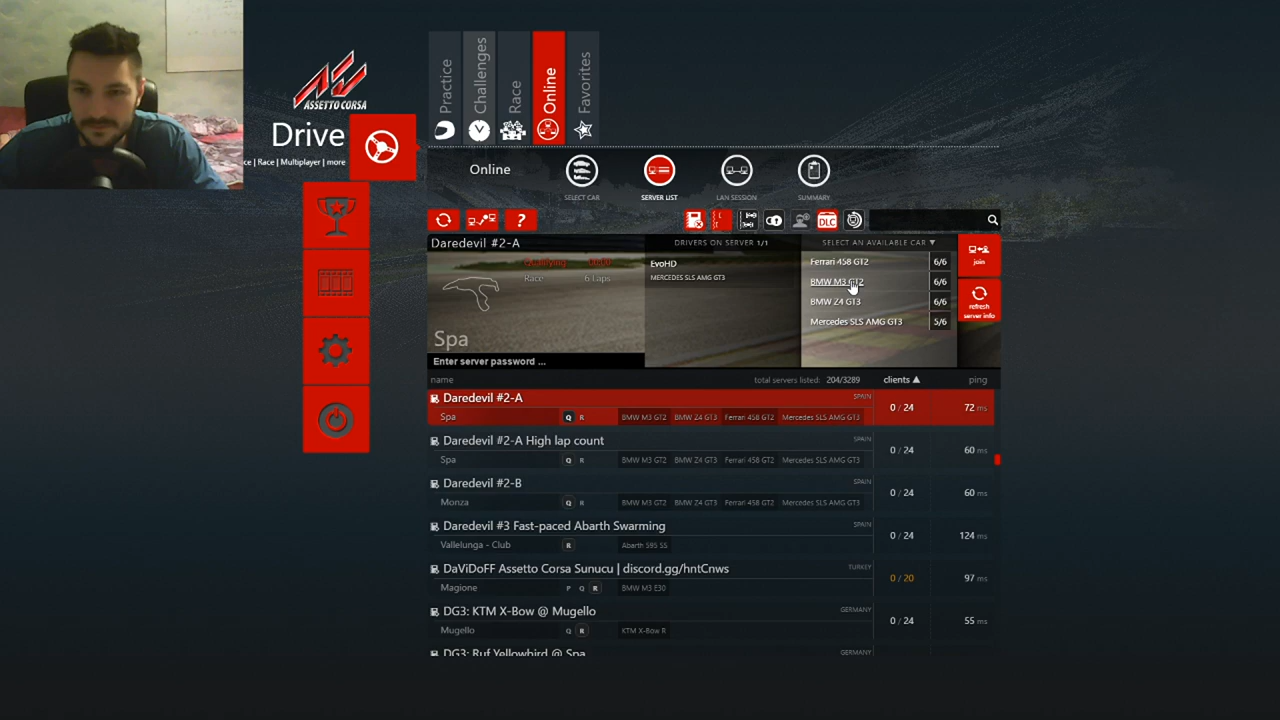 ASSETTO CORSA
Drive
ce | Race | Multiplayer | more
Practice
Challenges
Race
Online
Favorites
Online
SELECT CAR
SERVER LIST
LAN SESSION
SUMMARY
?
DLC
Daredevil #2-A
DRIVERS ON SERVER 1/1
SELECT AN AVAILABLE CAR ▼
Qualifying 00:00
Race 6 Laps
Spa
Enter server password ...
EvoHD
MERCEDES SLS AMG GT3
Ferrari 458 GT2 6/6
BMW M3 GT2 6/6
BMW Z4 GT3 6/6
Mercedes SLS AMG GT3 5/6
join
refresh
server info
name total servers listed: 204/3289 clients ▲ ping
Daredevil #2-A SPAIN
Spa Q R BMW M3 GT2 BMW Z4 GT3 Ferrari 458 GT2 Mercedes SLS AMG GT3 0 / 24 72 ms
Daredevil #2-A High lap count SPAIN
Spa Q R BMW M3 GT2 BMW Z4 GT3 Ferrari 458 GT2 Mercedes SLS AMG GT3 0 / 24 60 ms
Daredevil #2-B SPAIN
Monza Q R BMW M3 GT2 BMW Z4 GT3 Ferrari 458 GT2 Mercedes SLS AMG GT3 0 / 24 60 ms
Daredevil #3 Fast-paced Abarth Swarming SPAIN
Vallelunga - Club R Abarth 595 SS 0 / 24 124 ms
DaViDoFF Assetto Corsa Sunucu | discord.gg/hntCnws TURKEY
Magione P Q R BMW M3 E30 0 / 20 97 ms
DG3: KTM X-Bow @ Mugello GERMANY
Mugello Q R KTM X-Bow R 0 / 24 55 ms
DG3: Ruf Yellowbird @ Spa GERMANY